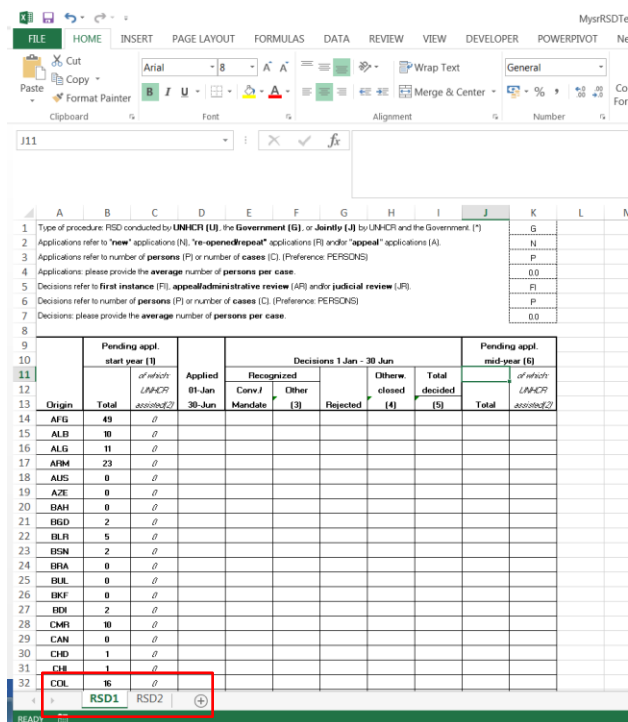 MysrRSDTe
FILE HOME INSERT PAGE LAYOUT FORMULAS DATA REVIEW VIEW DEVELOPER POWERPIVOT Ne
Cut
Copy
Format Painter
Paste
Arial 8 A A Wrap Text General
B I U A Merge & Center % , Co
For
Clipboard Font Alignment Number
J11 fx
A B C D E F G H I J K L
1 Type of procedure: RSD conducted by UNHCR (U), the Government (G), or Jointly (J) by UNHCR and the Government. (*) G
2 Applications refer to "new" applications (N), "re-opened/repeat" applications (R) and/or "appeal" applications (A). N
3 Applications refer to number of persons (P) or number of cases (C). (Preference: PERSONS) P
4 Applications: please provide the average number of persons per case. 0.0
5 Decisions refer to first instance (FI), appeal/administrative review (AR) and/or judicial review (JR). FI
6 Decisions refer to number of persons (P) or number of cases (C). (Preference: PERSONS) P
7 Decisions: please provide the average number of persons per case. 0.0
8
9 Pending appl. Pending appl.
10 start year (1) Decisions 1 Jan - 30 Jun mid-year (6)
11 of which: Applied Recognized Otherw. Total of which:
12 UNHCR 01-Jan Conv./ Other closed decided UNHCR
13 Origin Total assisted(2) 30-Jun Mandate (3) Rejected (4) (5) Total assisted(2)
14 AFG 49 0
15 ALB 10 0
16 ALG 11 0
17 ARM 23 0
18 AUS 0 0
19 AZE 0 0
20 BAH 0 0
21 BGD 2 0
22 BLR 5 0
23 BSN 2 0
24 BRA 0 0
25 BUL 0 0
26 BKF 0 0
27 BDI 2 0
28 CMR 10 0
29 CAN 0 0
30 CHD 1 0
31 CHI 1 0
32 COL 16 0
RSD1 RSD2
READY